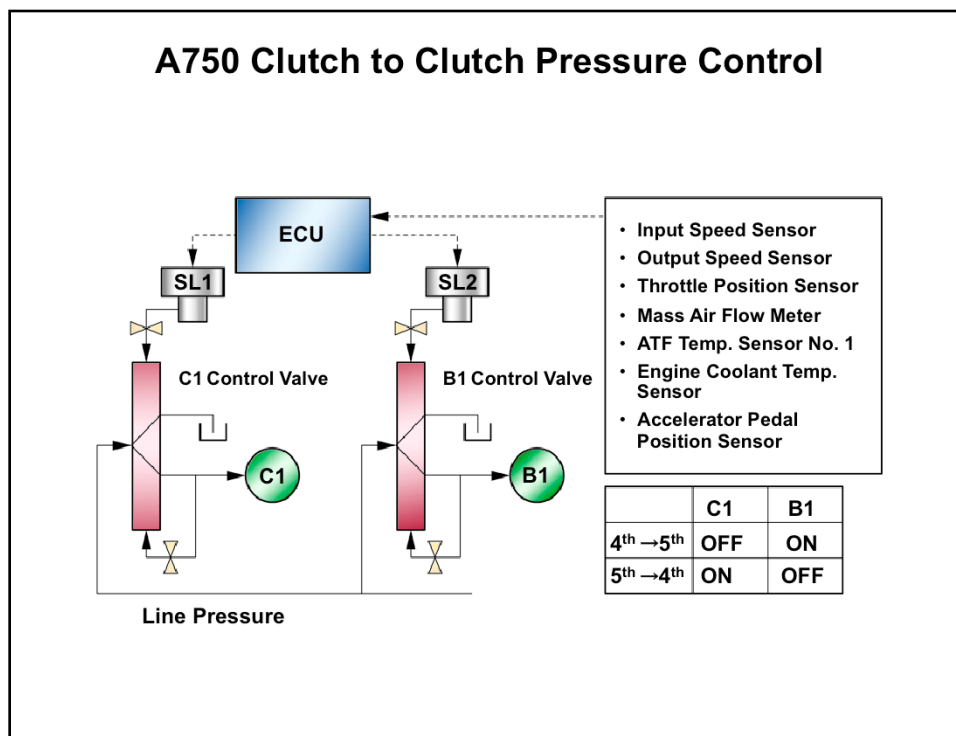 A750 Clutch to Clutch Pressure Control
ECU
SL1
SL2
C1 Control Valve
B1 Control Valve
C1
B1
Line Pressure
• Input Speed Sensor
• Output Speed Sensor
• Throttle Position Sensor
• Mass Air Flow Meter
• ATF Temp. Sensor No. 1
• Engine Coolant Temp.
Sensor
• Accelerator Pedal
Position Sensor
C1 B1
4th →5th OFF ON
5th →4th ON OFF